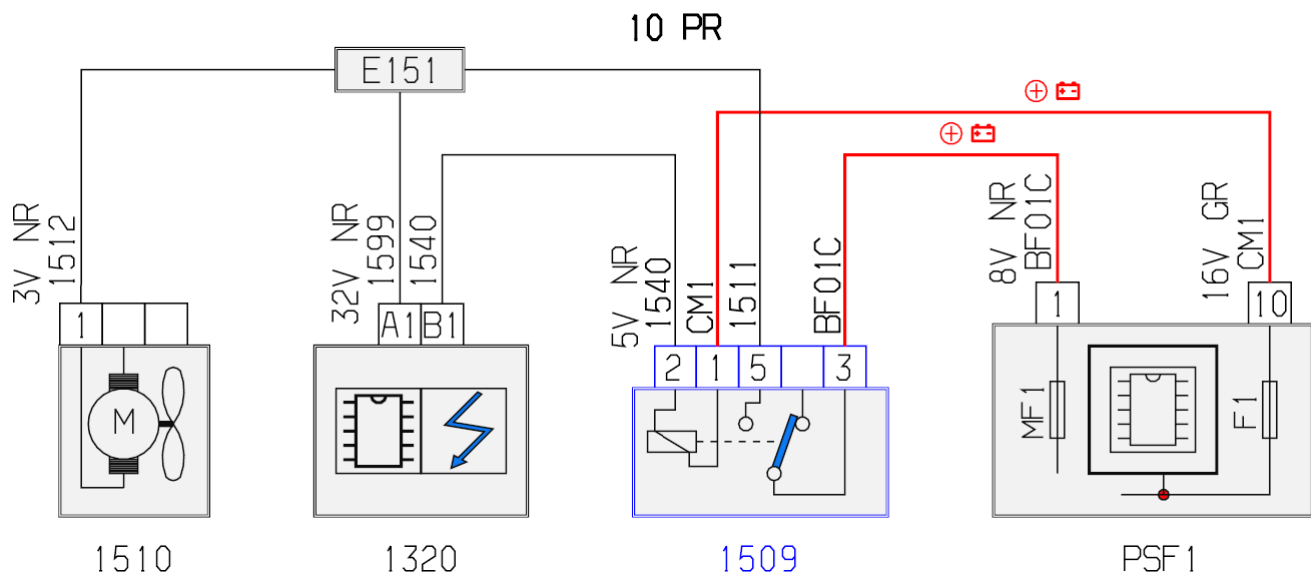 10 PR
E151
3V NR
1512
32V NR
1599
1540
5V NR
1540
CM1
1511
BF01C
8V NR
BF01C
16V GR
CM1
1
A1
B1
2
1
5
3
1
10
M
MF1
F1
1510
1320
1509
PSF1